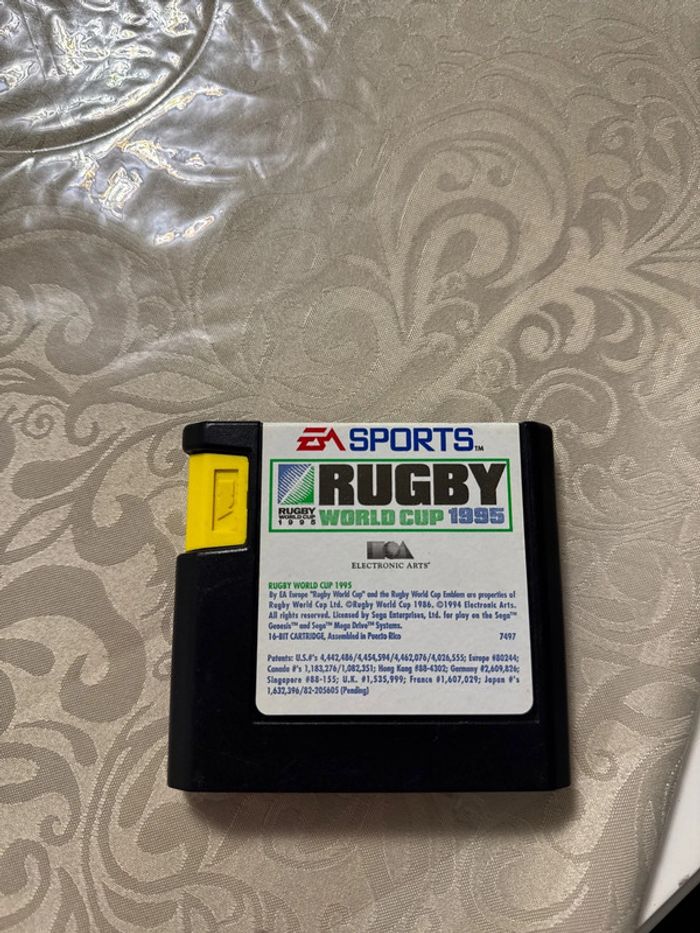 EA SPORTS™
RUGBY
RUGBY
WORLD CUP
1995
WORLD CUP 1995
ELECTRONIC ARTS®
RUGBY WORLD CUP 1995
By EA Europe "Rugby World Cup" and the Rugby World Cup Emblem are properties of
Rugby World Cup Ltd. ©Rugby World Cup 1986. ©1994 Electronic Arts.
All rights reserved. Licensed by Sega Enterprises, Ltd. for play on the Sega™
Genesis™ and Sega™ Mega Drive™ Systems.
16-BIT CARTRIDGE, Assembled in Puerto Rico 7497
Patents: U.S.#'s 4,442,486/4,454,594/4,462,076/4,026,555; Europe #80244;
Canada #'s 1,183,276/1,082,351; Hong Kong #88-4302; Germany #2,609,826;
Singapore #88-155; U.K. #1,535,999; France #1,607,029; Japan #'s
1,632,396/82-205605 (Pending)